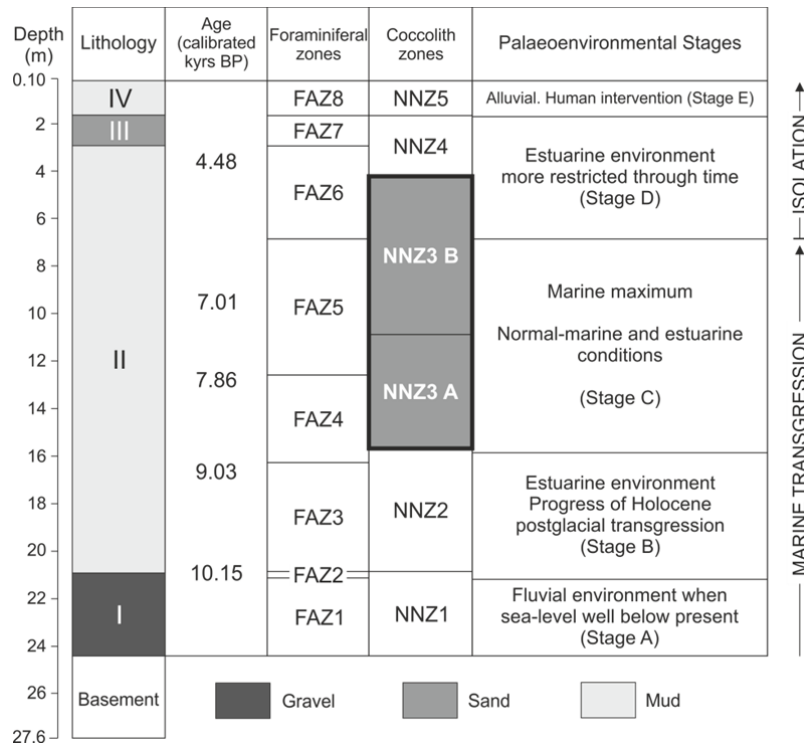 Depth
(m)
Lithology
Age
(calibrated
kyrs BP)
Foraminiferal
zones
Coccolith
zones
Palaeoenvironmental Stages
0.10
2
4
6
8
10
12
14
16
18
20
22
24
26
27.6
IV
III
II
I
Basement
4.48
7.01
7.86
9.03
10.15
FAZ8
FAZ7
FAZ6
FAZ5
FAZ4
FAZ3
FAZ2
FAZ1
NNZ5
NNZ4
NNZ3 B
NNZ3 A
NNZ2
NNZ1
Alluvial. Human intervention (Stage E)
Estuarine environment
more restricted through time
(Stage D)
Marine maximum
Normal-marine and estuarine
conditions
(Stage C)
Estuarine environment
Progress of Holocene
postglacial transgression
(Stage B)
Fluvial environment when
sea-level well below present
(Stage A)
ISOLATION
MARINE TRANSGRESSION
Gravel
Sand
Mud